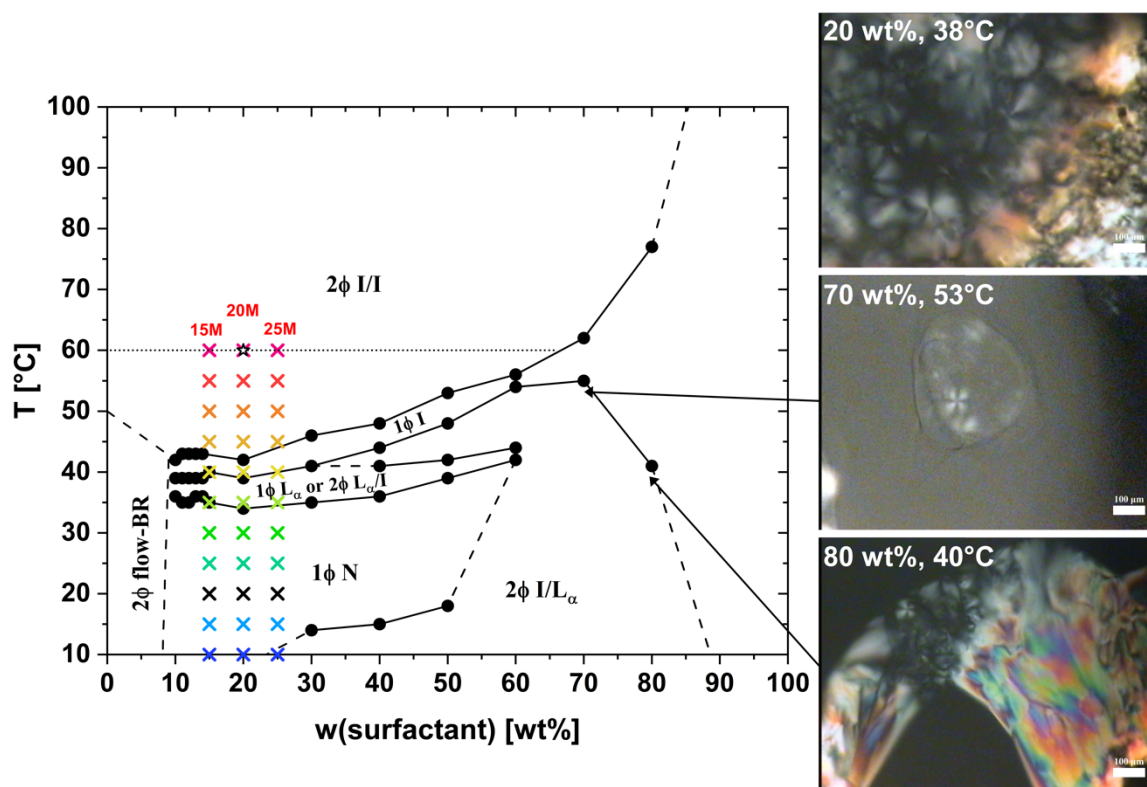 20 wt%, 38°C
100 µm
70 wt%, 53°C
100 µm
80 wt%, 40°C
100 µm
T [°C]
100
90
80
70
60
50
40
30
20
10
2ϕ I/I
15M
20M
25M
1ϕ I
1ϕ Lα or 2ϕ Lα/I
2ϕ flow-BR
1ϕ N
2ϕ I/Lα
0 10 20 30 40 50 60 70 80 90 100
w(surfactant) [wt%]